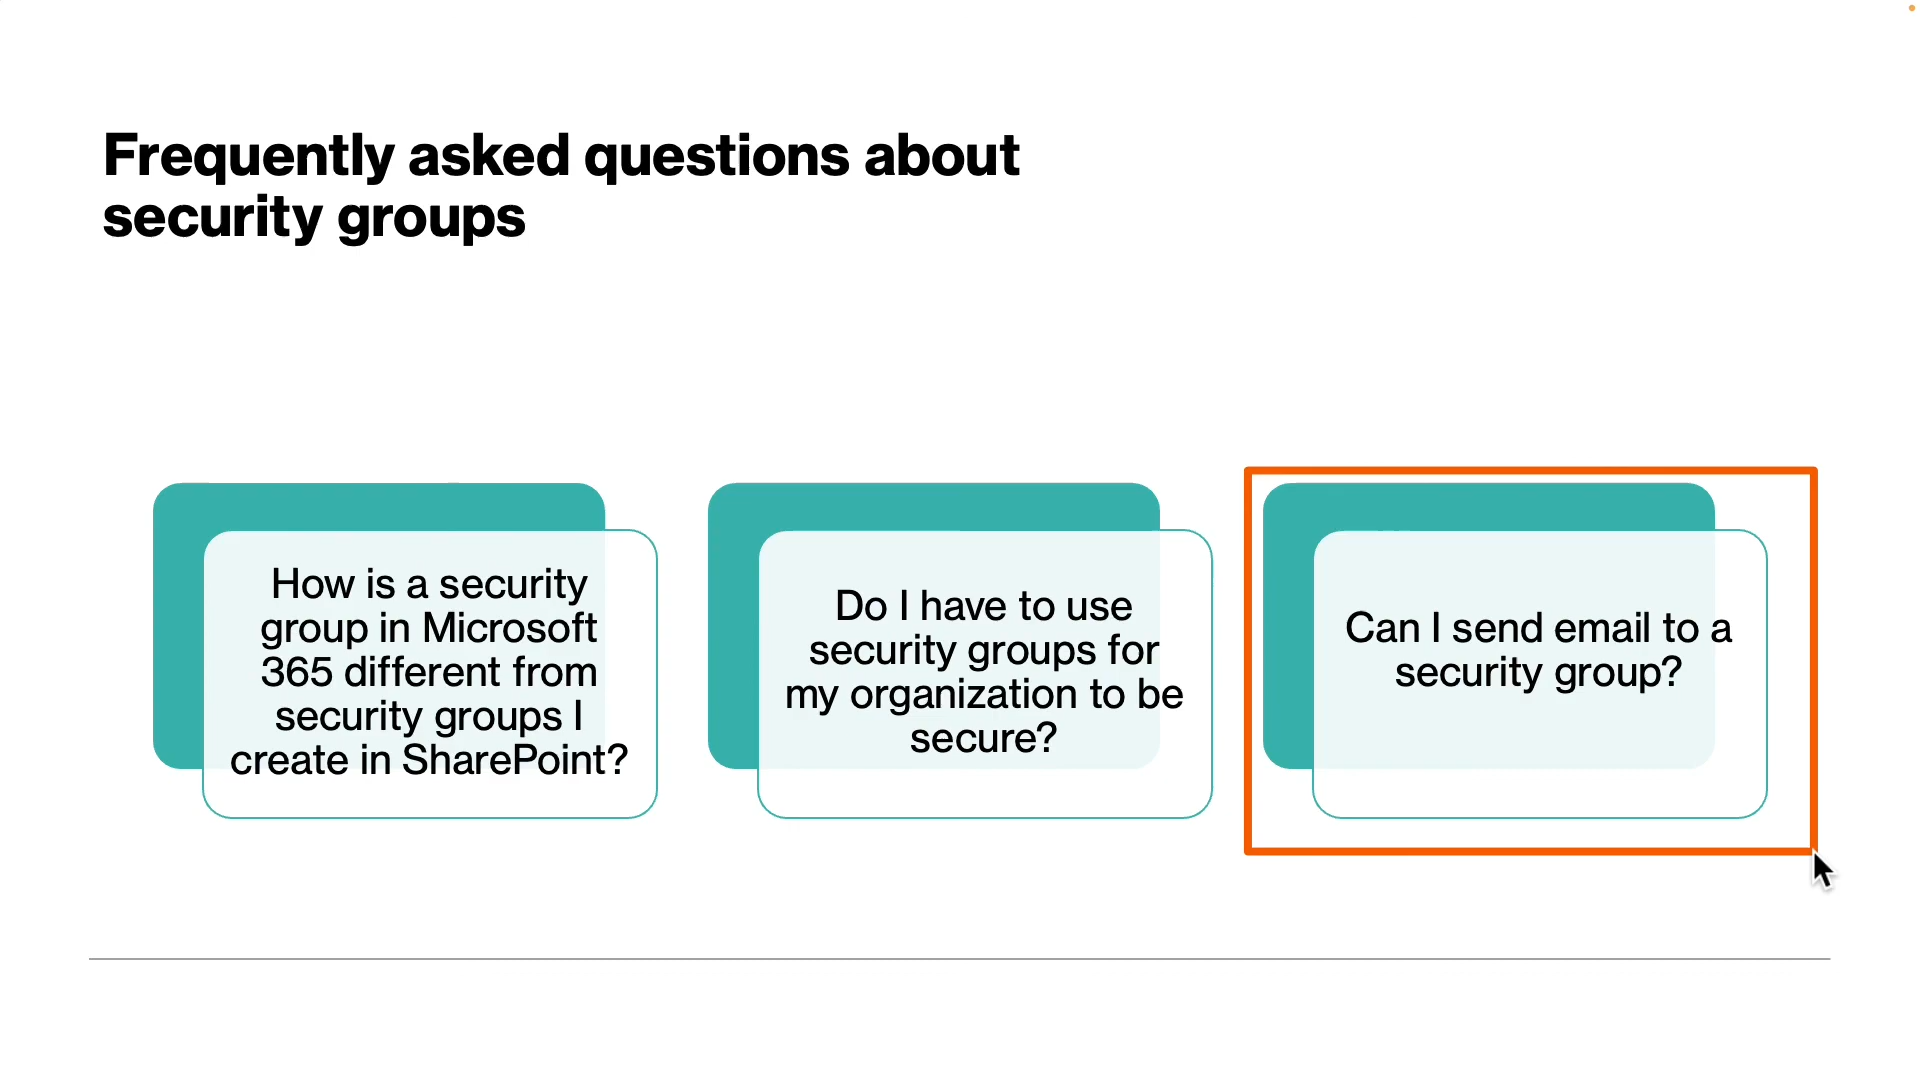 Frequently asked questions about
security groups
How is a security
group in Microsoft
365 different from
security groups I
create in SharePoint?
Do I have to use
security groups for
my organization to be
secure?
Can I send email to a
security group?